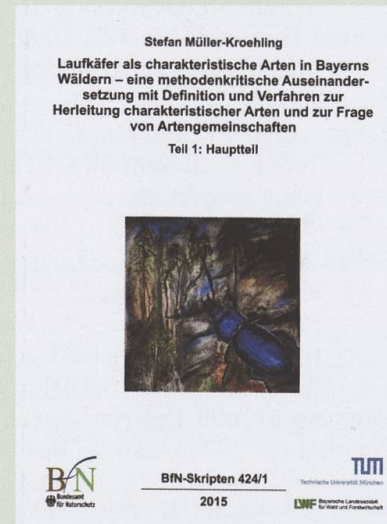 Stefan Müller-Kroehling
Laufkäfer als charakteristische Arten in Bayerns
Wäldern – eine methodenkritische Auseinander-
setzung mit Definition und Verfahren zur
Herleitung charakteristischer Arten und zur Frage
von Artengemeinschaften
Teil 1: Hauptteil
BfN
Bundesamt
für Naturschutz
BfN-Skripten 424/1
2015
TUM
Technische Universität München
LWF Bayerische Landesanstalt
für Wald und Forstwirtschaft